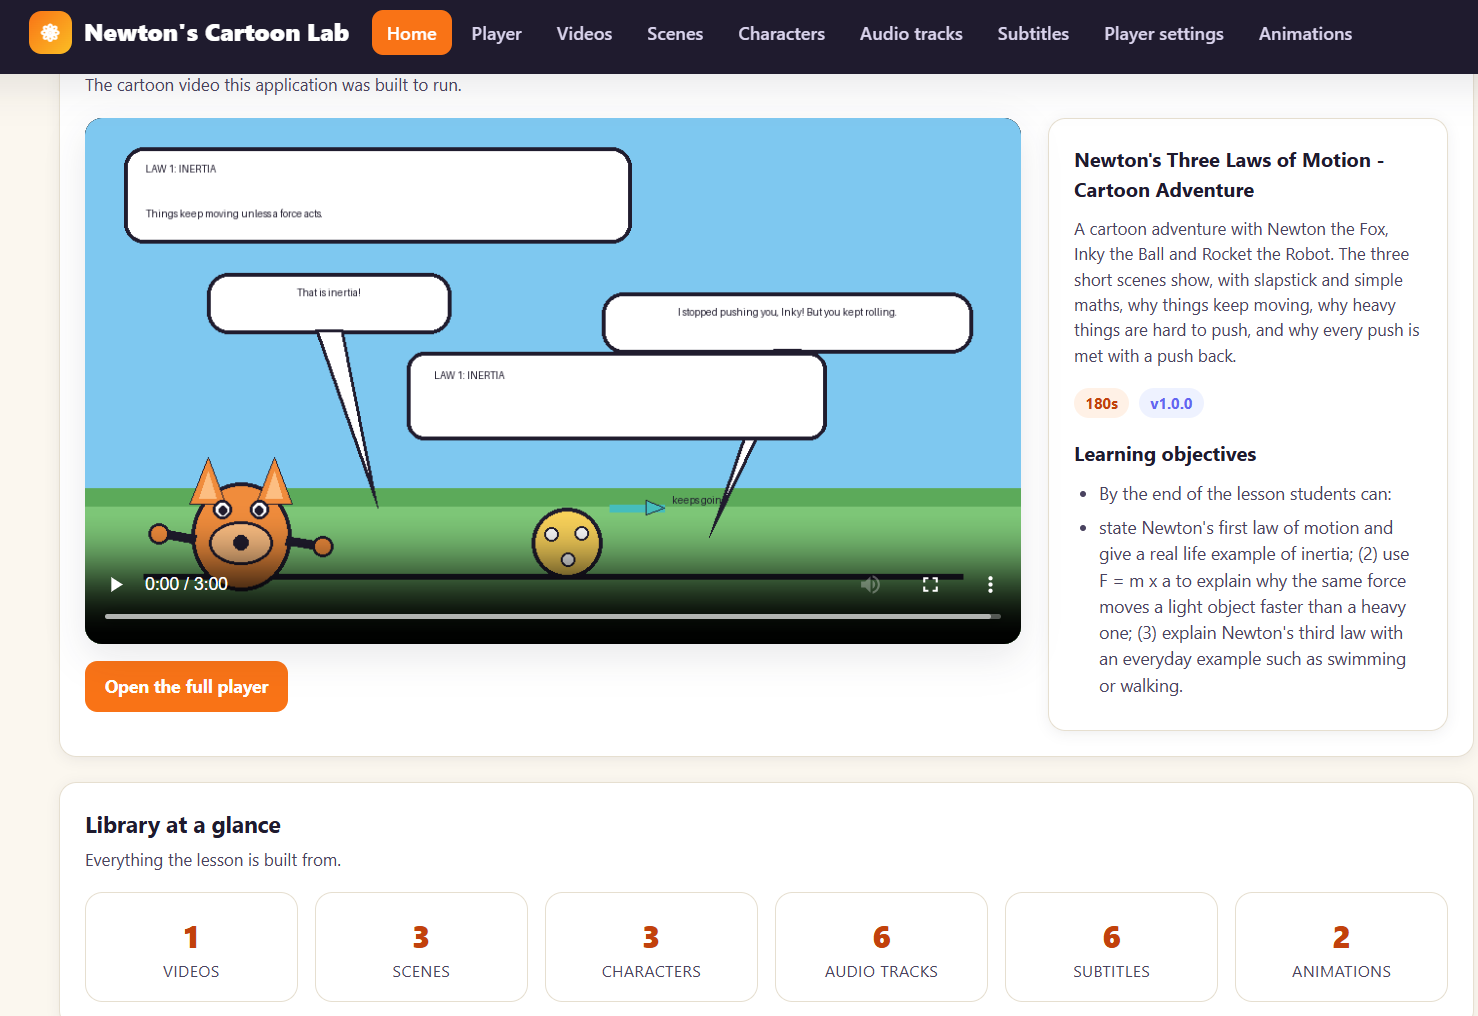 Newton's Cartoon Lab
Home
Player
Videos
Scenes
Characters
Audio tracks
Subtitles
Player settings
Animations
The cartoon video this application was built to run.
LAW 1: INERTIA
Things keep moving unless a force acts.
That is inertia!
I stopped pushing you, Inky! But you kept rolling.
LAW 1: INERTIA
keeps goin
0:00 / 3:00
Open the full player
Newton's Three Laws of Motion -
Cartoon Adventure
A cartoon adventure with Newton the Fox,
Inky the Ball and Rocket the Robot. The three
short scenes show, with slapstick and simple
maths, why things keep moving, why heavy
things are hard to push, and why every push is
met with a push back.
180s
v1.0.0
Learning objectives
By the end of the lesson students can:
state Newton's first law of motion and
give a real life example of inertia; (2) use
F = m x a to explain why the same force
moves a light object faster than a heavy
one; (3) explain Newton's third law with
an everyday example such as swimming
or walking.
Library at a glance
Everything the lesson is built from.
1
VIDEOS
3
SCENES
3
CHARACTERS
6
AUDIO TRACKS
6
SUBTITLES
2
ANIMATIONS